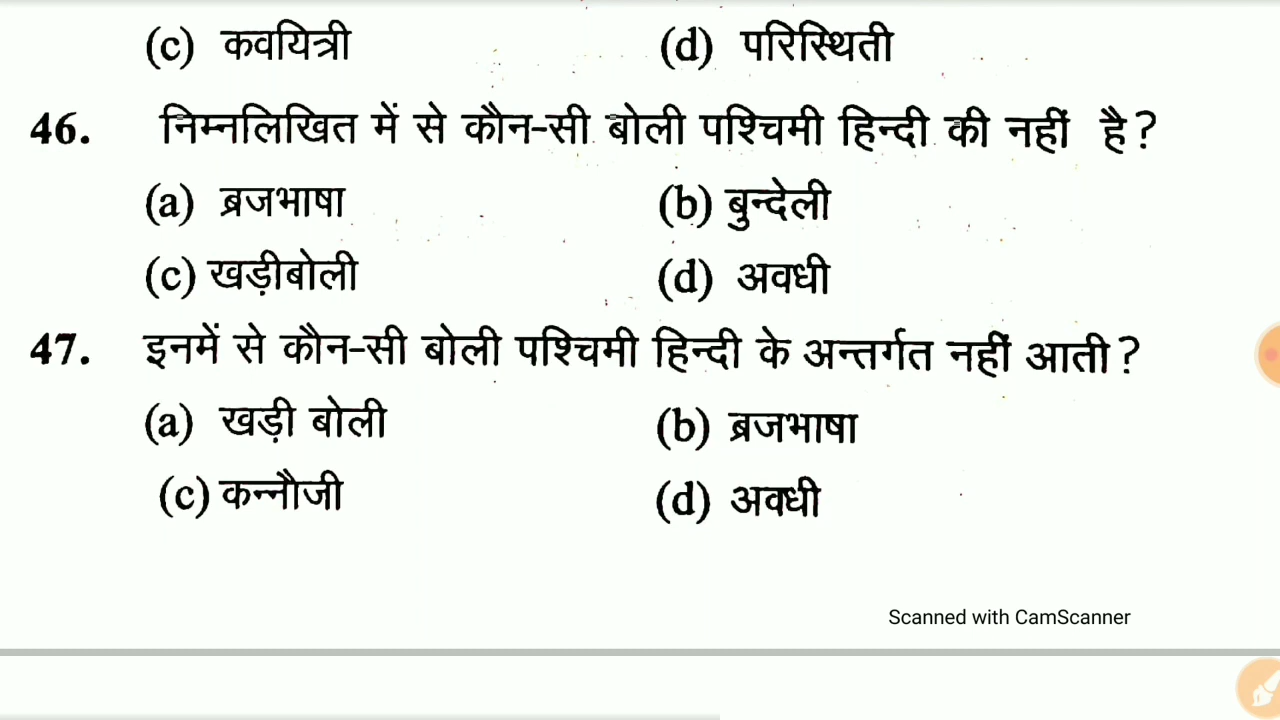 (c) कवयित्री (d) परिस्थिती
46. निम्नलिखित में से कौन-सी बोली पश्चिमी हिन्दी की नहीं है?
(a) ब्रजभाषा (b) बुन्देली
(c) खड़ीबोली (d) अवधी
47. इनमें से कौन-सी बोली पश्चिमी हिन्दी के अन्तर्गत नहीं आती?
(a) खड़ी बोली (b) ब्रजभाषा
(c) कन्नौजी (d) अवधी
Scanned with CamScanner